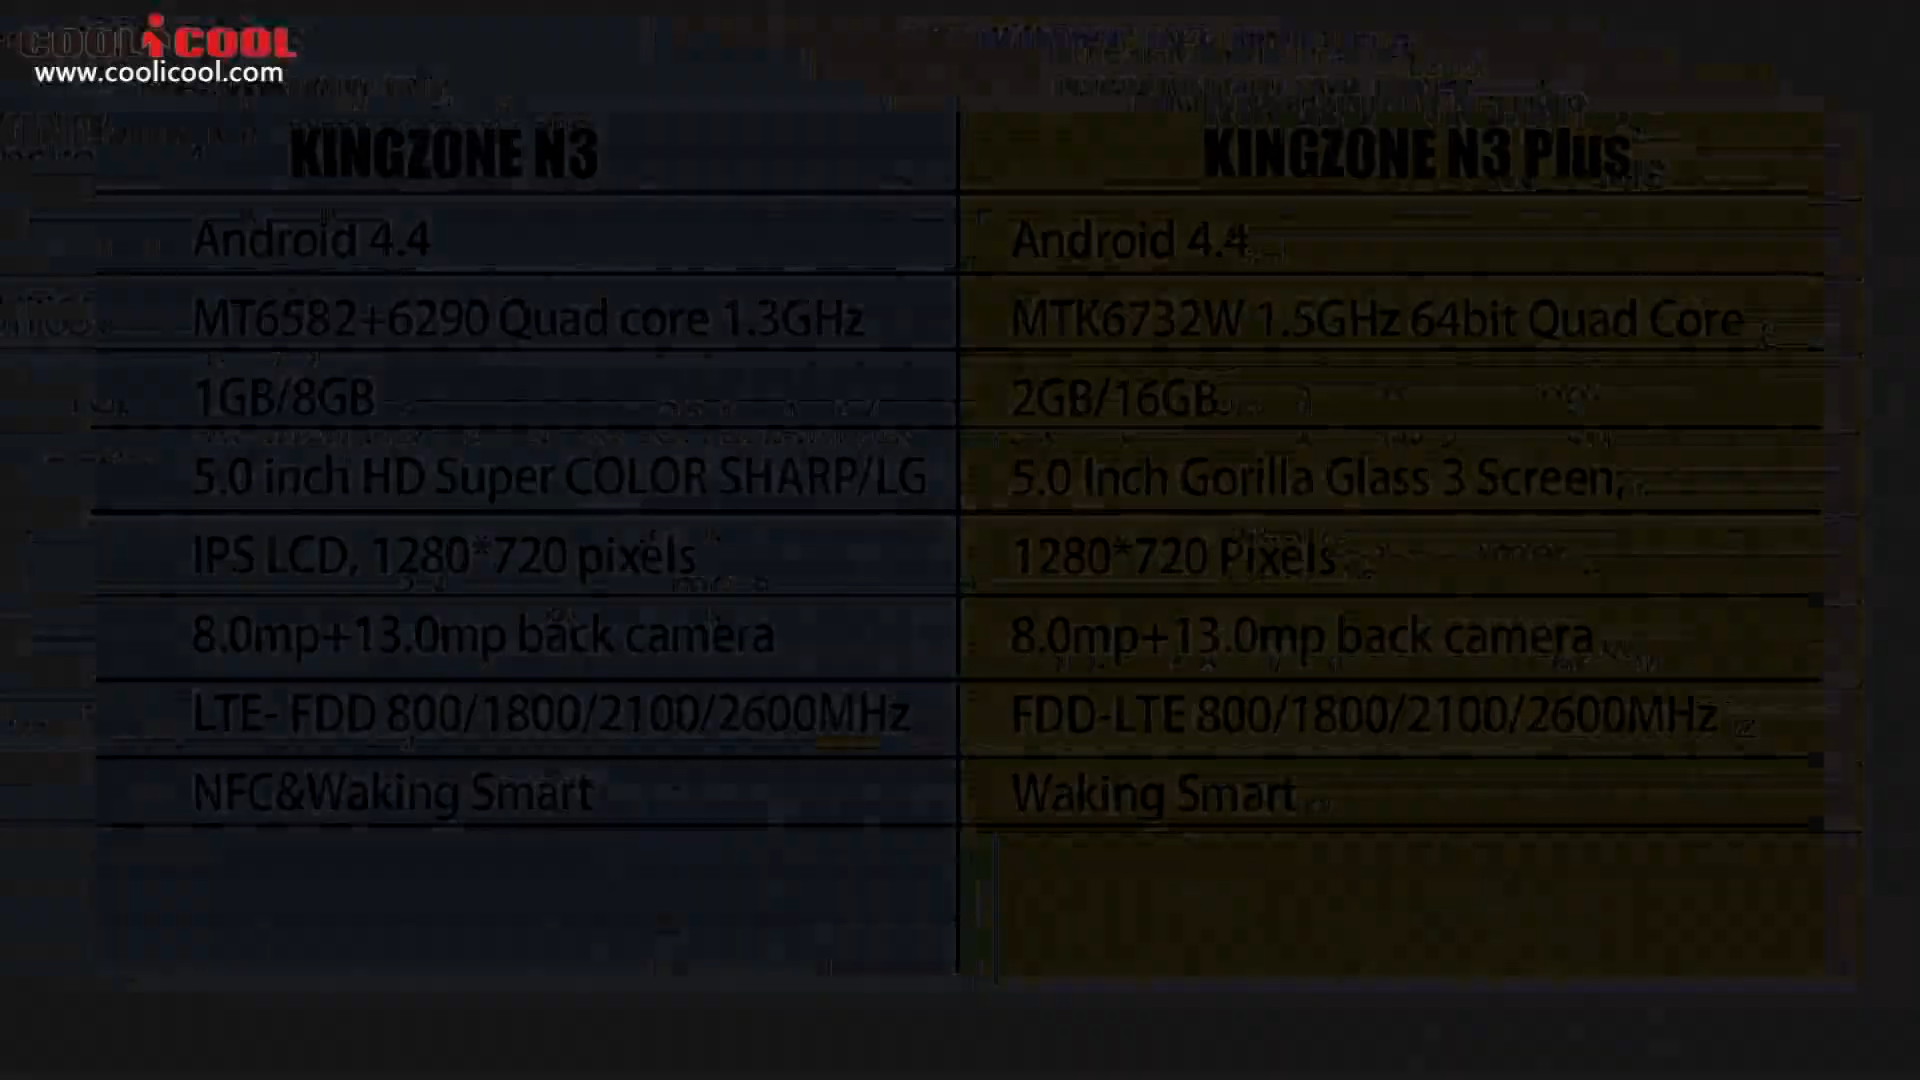 COOLiCOOL
www.coolicool.com
KINGZONE N3
KINGZONE N3 Plus
Android 4.4
Android 4.4
MT6582+6290 Quad core 1.3GHz
MTK6732W 1.5GHz 64bit Quad Core
1GB/8GB
2GB/16GB
5.0 inch HD Super COLOR SHARP/LG
5.0 Inch Gorilla Glass 3 Screen,
IPS LCD, 1280*720 pixels
1280*720 Pixels
8.0mp+13.0mp back camera
8.0mp+13.0mp back camera
LTE- FDD 800/1800/2100/2600MHz
FDD-LTE 800/1800/2100/2600MHz
NFC&Waking Smart
Waking Smart